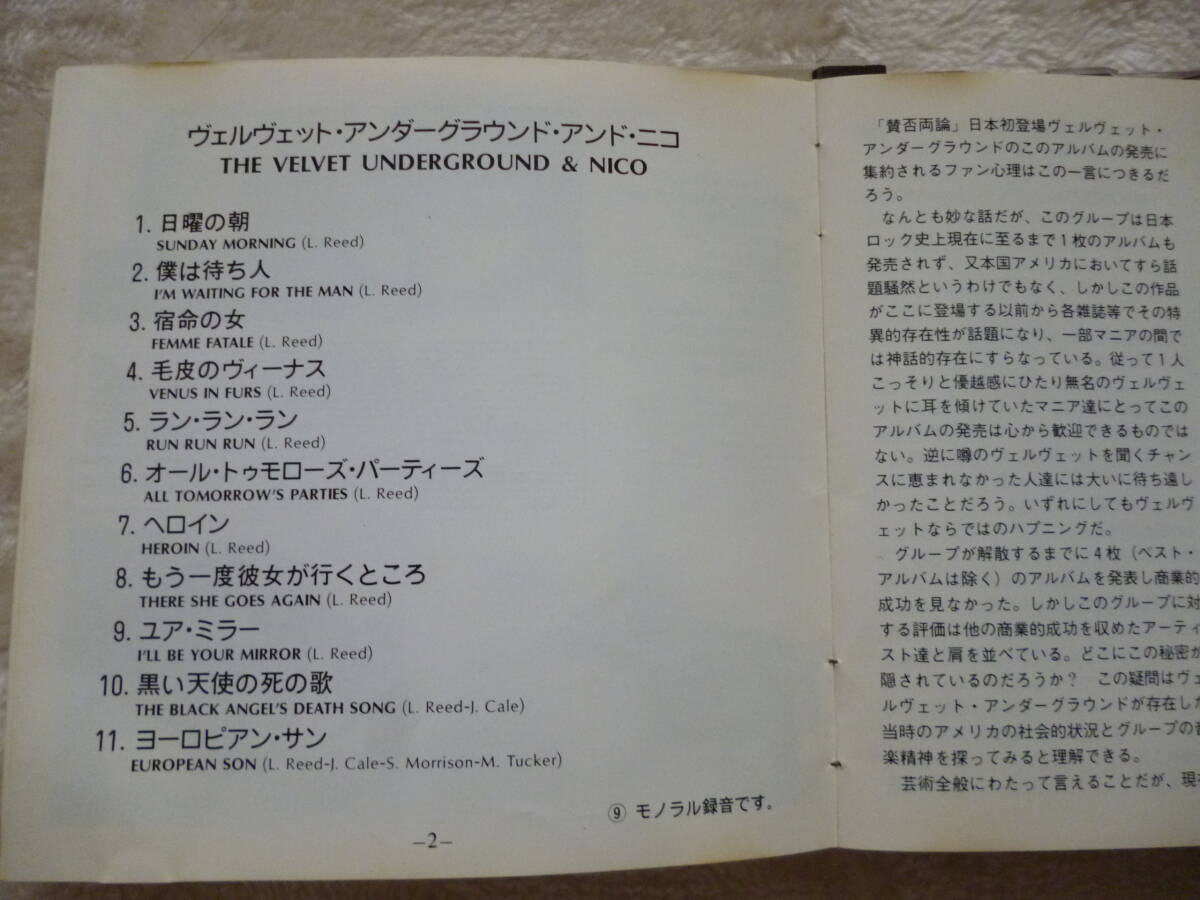 ヴェルヴェット・アンダーグラウンド・アンド・ニコ
THE VELVET UNDERGROUND & NICO
1. 日曜の朝
SUNDAY MORNING (L. Reed)
2. 僕は待ち人
I'M WAITING FOR THE MAN (L. Reed)
3. 宿命の女
FEMME FATALE (L. Reed)
4. 毛皮のヴィーナス
VENUS IN FURS (L. Reed)
5. ラン・ラン・ラン
RUN RUN RUN (L. Reed)
6. オール・トゥモローズ・パーティーズ
ALL TOMORROW'S PARTIES (L. Reed)
7. ヘロイン
HEROIN (L. Reed)
8. もう一度彼女が行くところ
THERE SHE GOES AGAIN (L. Reed)
9. ユア・ミラー
I'LL BE YOUR MIRROR (L. Reed)
10. 黒い天使の死の歌
THE BLACK ANGEL'S DEATH SONG (L. Reed-J. Cale)
11. ヨーロピアン・サン
EUROPEAN SON (L. Reed-J. Cale-S. Morrison-M. Tucker)
⑨ モノラル録音です。
–2–
「賛否両論」日本初登場ヴェルヴェット・
アンダーグラウンドのこのアルバムの発売に
集約されるファン心理はこの一言につきるだ
ろう。
なんとも妙な話だが、このグループは日本
ロック史上現在に至るまで1枚のアルバムも
発売されず、又本国アメリカにおいてすら話
題騒然というわけでもなく、しかしこの作品
がここに登場する以前から各雑誌等でその特
異的存在性が話題になり、一部マニアの間で
は神話的存在にすらなっている。従って1人
こっそりと優越感にひたり無名のヴェルヴェ
ットに耳を傾けていたマニア達にとってこの
アルバムの発売は心から歓迎できるものでは
ない。逆に噂のヴェルヴェットを聞くチャン
スに恵まれなかった人達には大いに待ち遠し
かったことだろう。いずれにしてもヴェルヴ
ェットならではのハプニングだ。
グループが解散するまでに4枚（ベスト・
アルバムは除く）のアルバムを発表し商業的
成功を見なかった。しかしこのグループに対
する評価は他の商業的成功を収めたアーティ
スト達と肩を並べている。どこにこの秘密が
隠されているのだろうか？　この疑問はヴェ
ルヴェット・アンダーグラウンドが存在した
当時のアメリカの社会的状況とグループの音
楽精神を探ってみると理解できる。
芸術全般にわたって言えることだが、現在